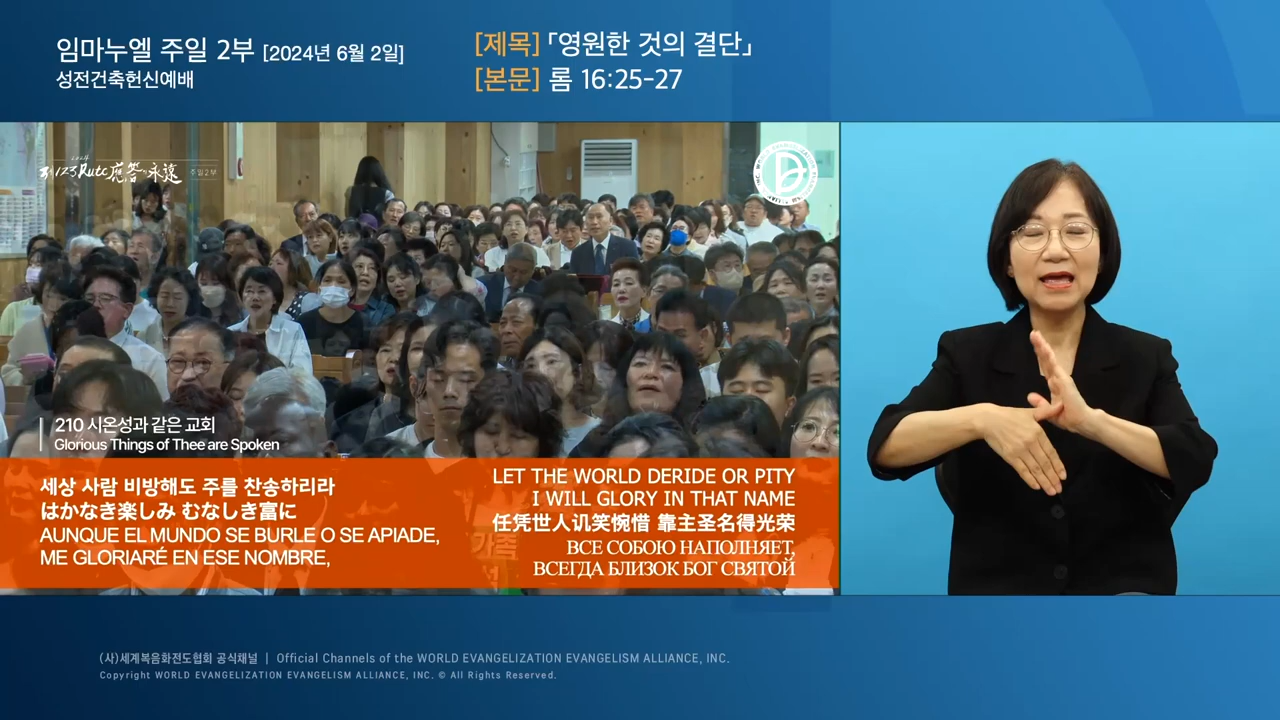 임마누엘 주일 2부 [2024년 6월 2일]
성전건축헌신예배
[제목] 「영원한 것의 결단」
[본문] 롬 16:25-27
주일2부
210 시온성과 같은 교회
Glorious Things of Thee are Spoken
세상 사람 비방해도 주를 찬송하리라
はかなき楽しみ むなしき富に
AUNQUE EL MUNDO SE BURLE O SE APIADE,
ME GLORIARÉ EN ESE NOMBRE,
LET THE WORLD DERIDE OR PITY
I WILL GLORY IN THAT NAME
任凭世人讥笑惋惜 靠主圣名得光荣
ВСЕ СОБОЮ НАПОЛНЯЕТ,
ВСЕГДА БЛИЗОК БОГ СВЯТОЙ
(사)세계복음화전도협회 공식채널 | Official Channels of the WORLD EVANGELIZATION EVANGELISM ALLIANCE, INC.
Copyright WORLD EVANGELIZATION EVANGELISM ALLIANCE, INC. © All Rights Reserved.